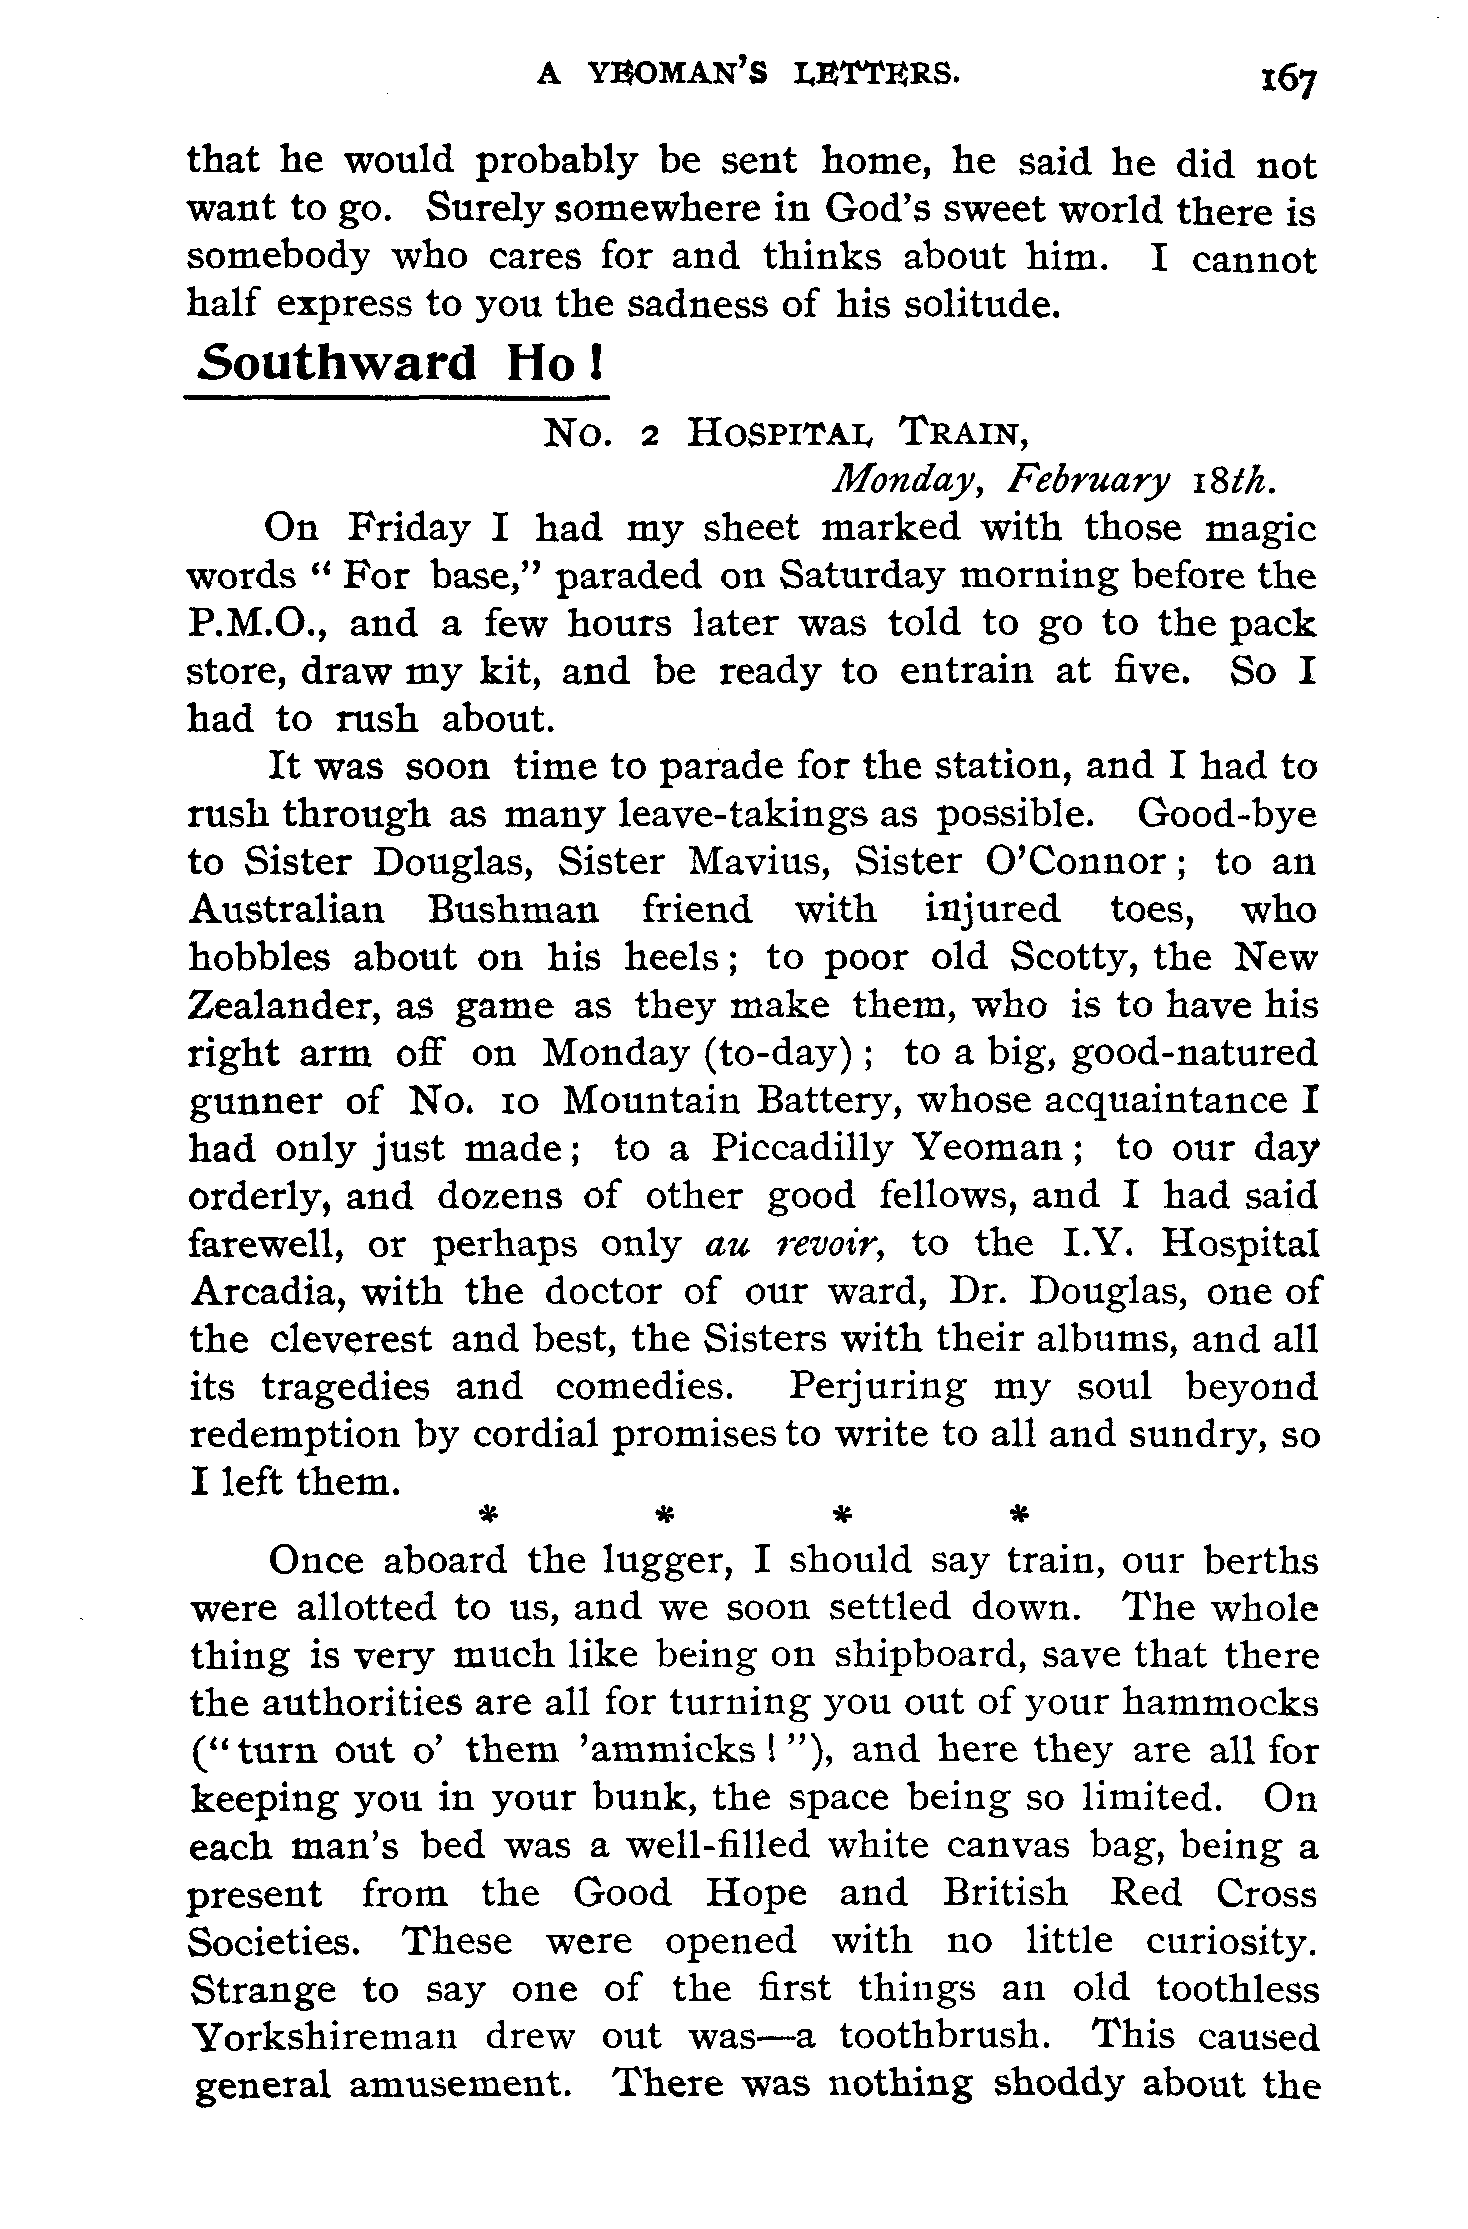 A YEOMAN'S LETTERS. 167
that he would probably be sent home, he said he did not
want to go. Surely somewhere in God's sweet world there is
somebody who cares for and thinks about him. I cannot
half express to you the sadness of his solitude.
Southward Ho !
No. 2 Hospital Train,
Monday, February 18th.
On Friday I had my sheet marked with those magic
words “ For base,” paraded on Saturday morning before the
P.M.O., and a few hours later was told to go to the pack
store, draw my kit, and be ready to entrain at five. So I
had to rush about.
It was soon time to parade for the station, and I had to
rush through as many leave-takings as possible. Good-bye
to Sister Douglas, Sister Mavius, Sister O'Connor ; to an
Australian Bushman friend with injured toes, who
hobbles about on his heels ; to poor old Scotty, the New
Zealander, as game as they make them, who is to have his
right arm off on Monday (to-day) ; to a big, good-natured
gunner of No. 10 Mountain Battery, whose acquaintance I
had only just made ; to a Piccadilly Yeoman ; to our day
orderly, and dozens of other good fellows, and I had said
farewell, or perhaps only au revoir, to the I.Y. Hospital
Arcadia, with the doctor of our ward, Dr. Douglas, one of
the cleverest and best, the Sisters with their albums, and all
its tragedies and comedies. Perjuring my soul beyond
redemption by cordial promises to write to all and sundry, so
I left them.
* * * *
Once aboard the lugger, I should say train, our berths
were allotted to us, and we soon settled down. The whole
thing is very much like being on shipboard, save that there
the authorities are all for turning you out of your hammocks
(“ turn out o' them 'ammicks ! ”), and here they are all for
keeping you in your bunk, the space being so limited. On
each man's bed was a well-filled white canvas bag, being a
present from the Good Hope and British Red Cross
Societies. These were opened with no little curiosity.
Strange to say one of the first things an old toothless
Yorkshireman drew out was—a toothbrush. This caused
general amusement. There was nothing shoddy about the